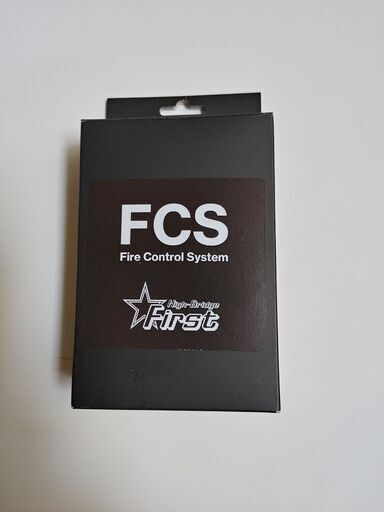 FCS
Fire Control System
High-Bridge
First